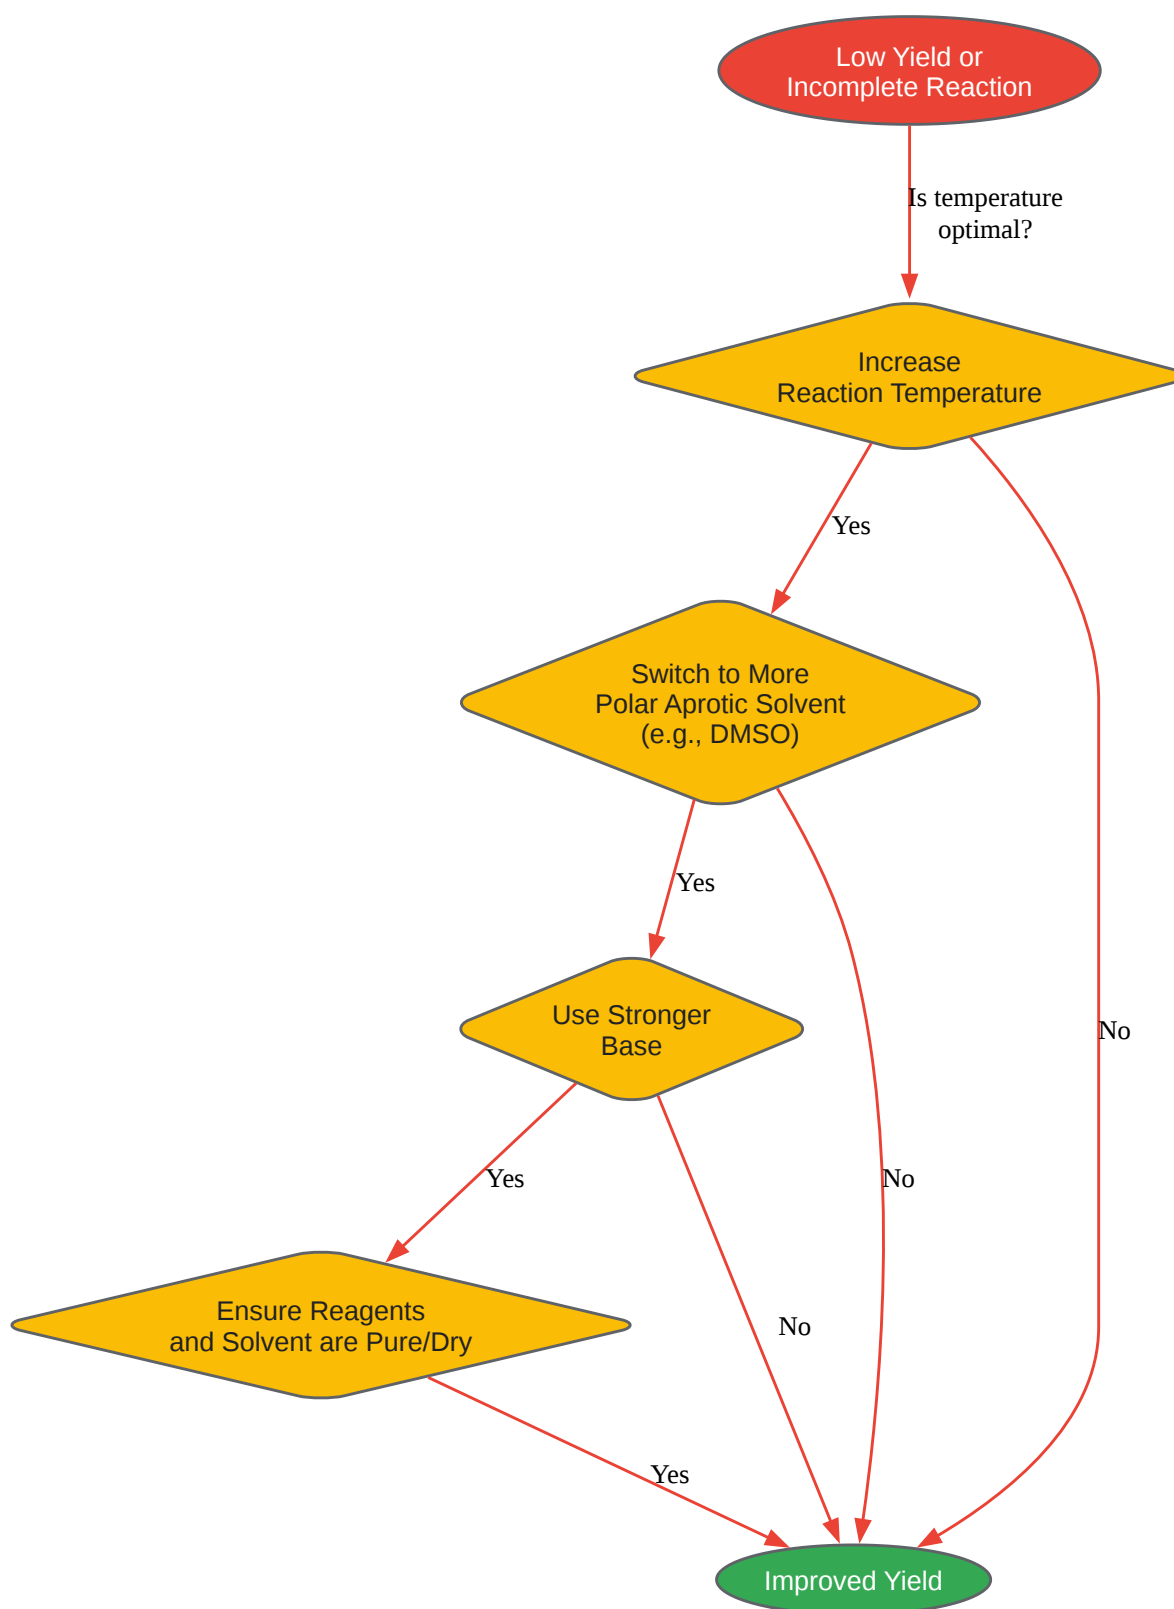 Low Yield or
Incomplete Reaction
Is temperature
optimal?
Increase
Reaction Temperature
Yes
Switch to More
Polar Aprotic Solvent
(e.g., DMSO)
Yes
Use Stronger
Base
No
Yes
No
Ensure Reagents
and Solvent are Pure/Dry
No
Yes
Improved Yield